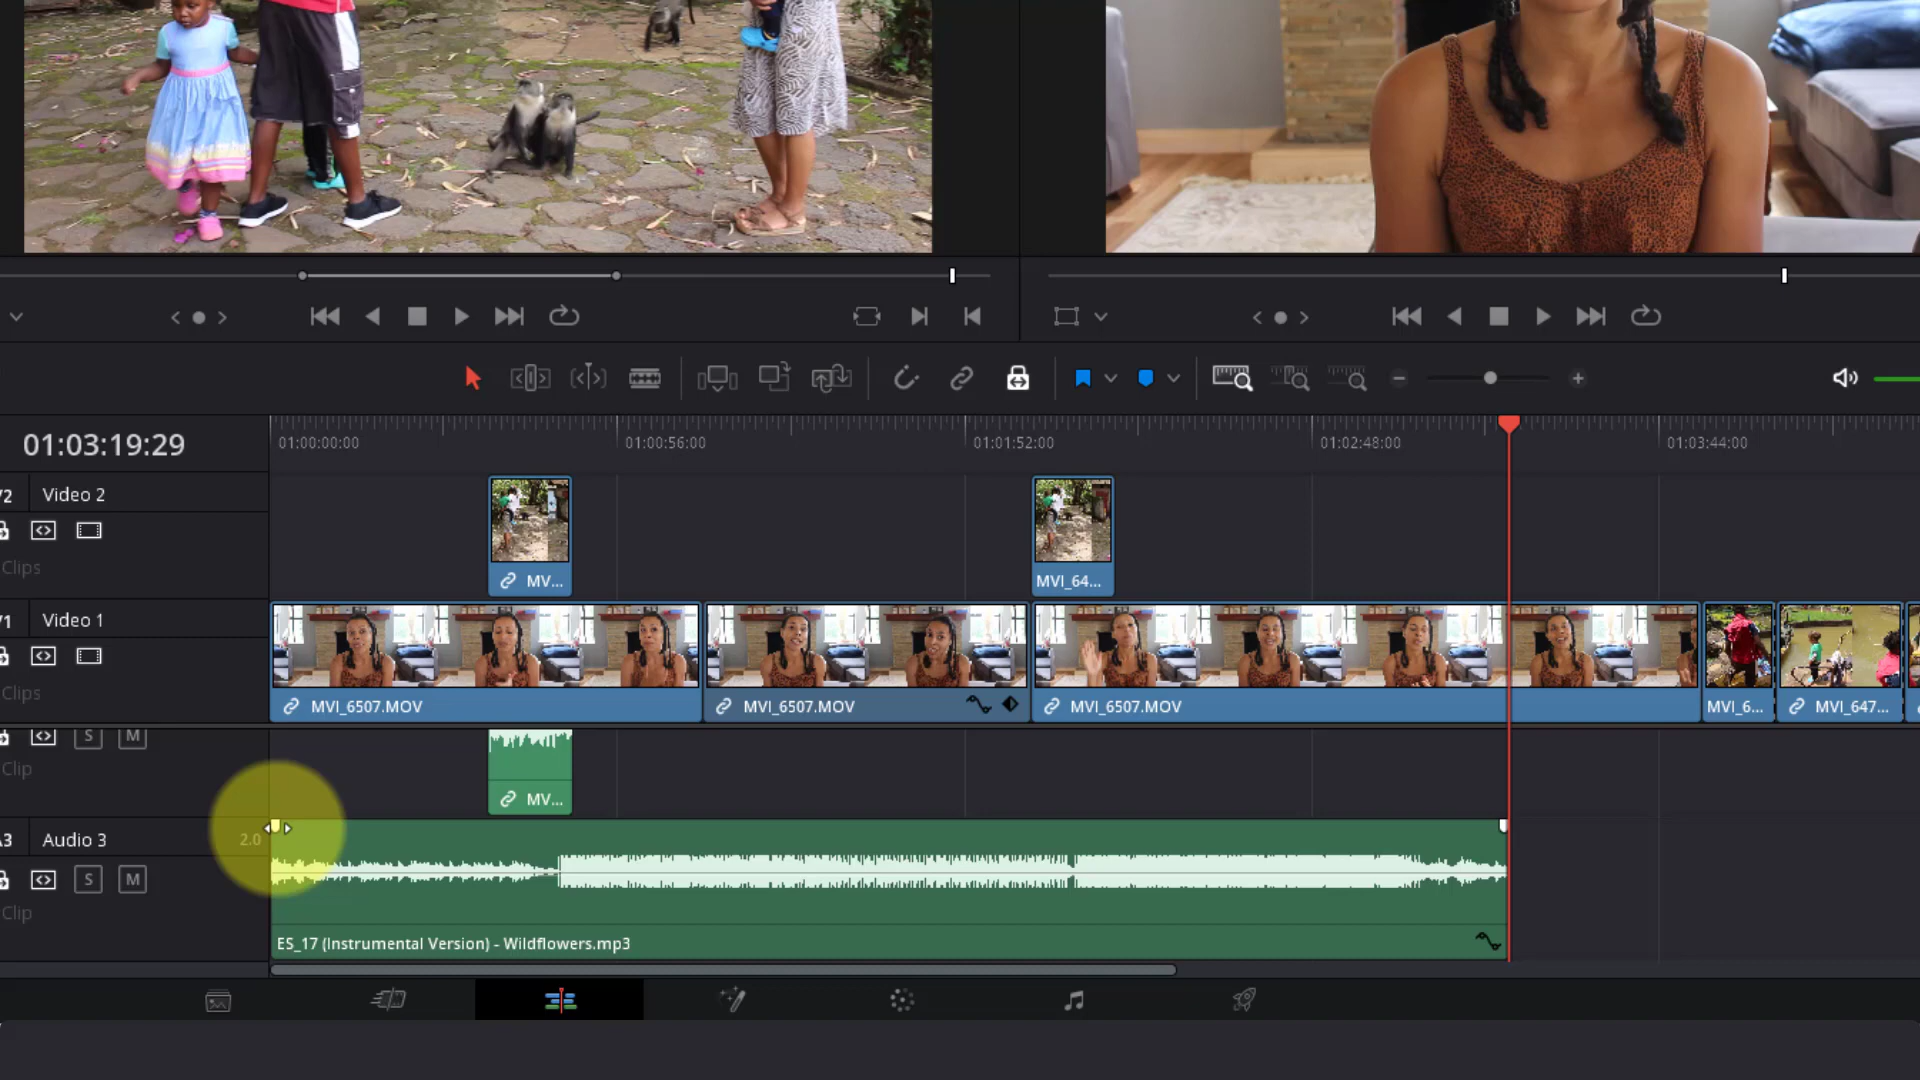 01:03:19:29
01:00:00:00
01:00:56:00
01:01:52:00
01:02:48:00
01:03:44:00
Video 2
Clips
MV...
MVI_64...
Video 1
Clips
MVI_6507.MOV
MVI_6507.MOV
MVI_6507.MOV
MVI_6...
MVI_647...
S
M
Clip
MV...
Audio 3
2.0
S
M
Clip
ES_17 (Instrumental Version) - Wildflowers.mp3